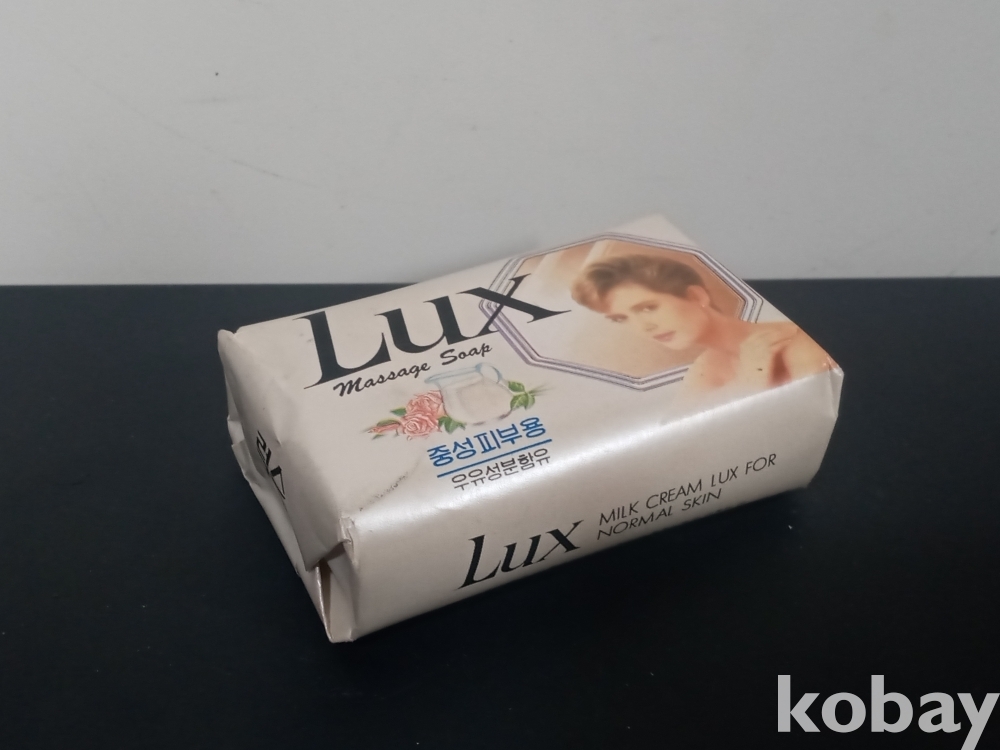 Lux
Massage Soap
중성피부용
우유성분함유
Lux
MILK CREAM LUX FOR
NORMAL SKIN
kobay